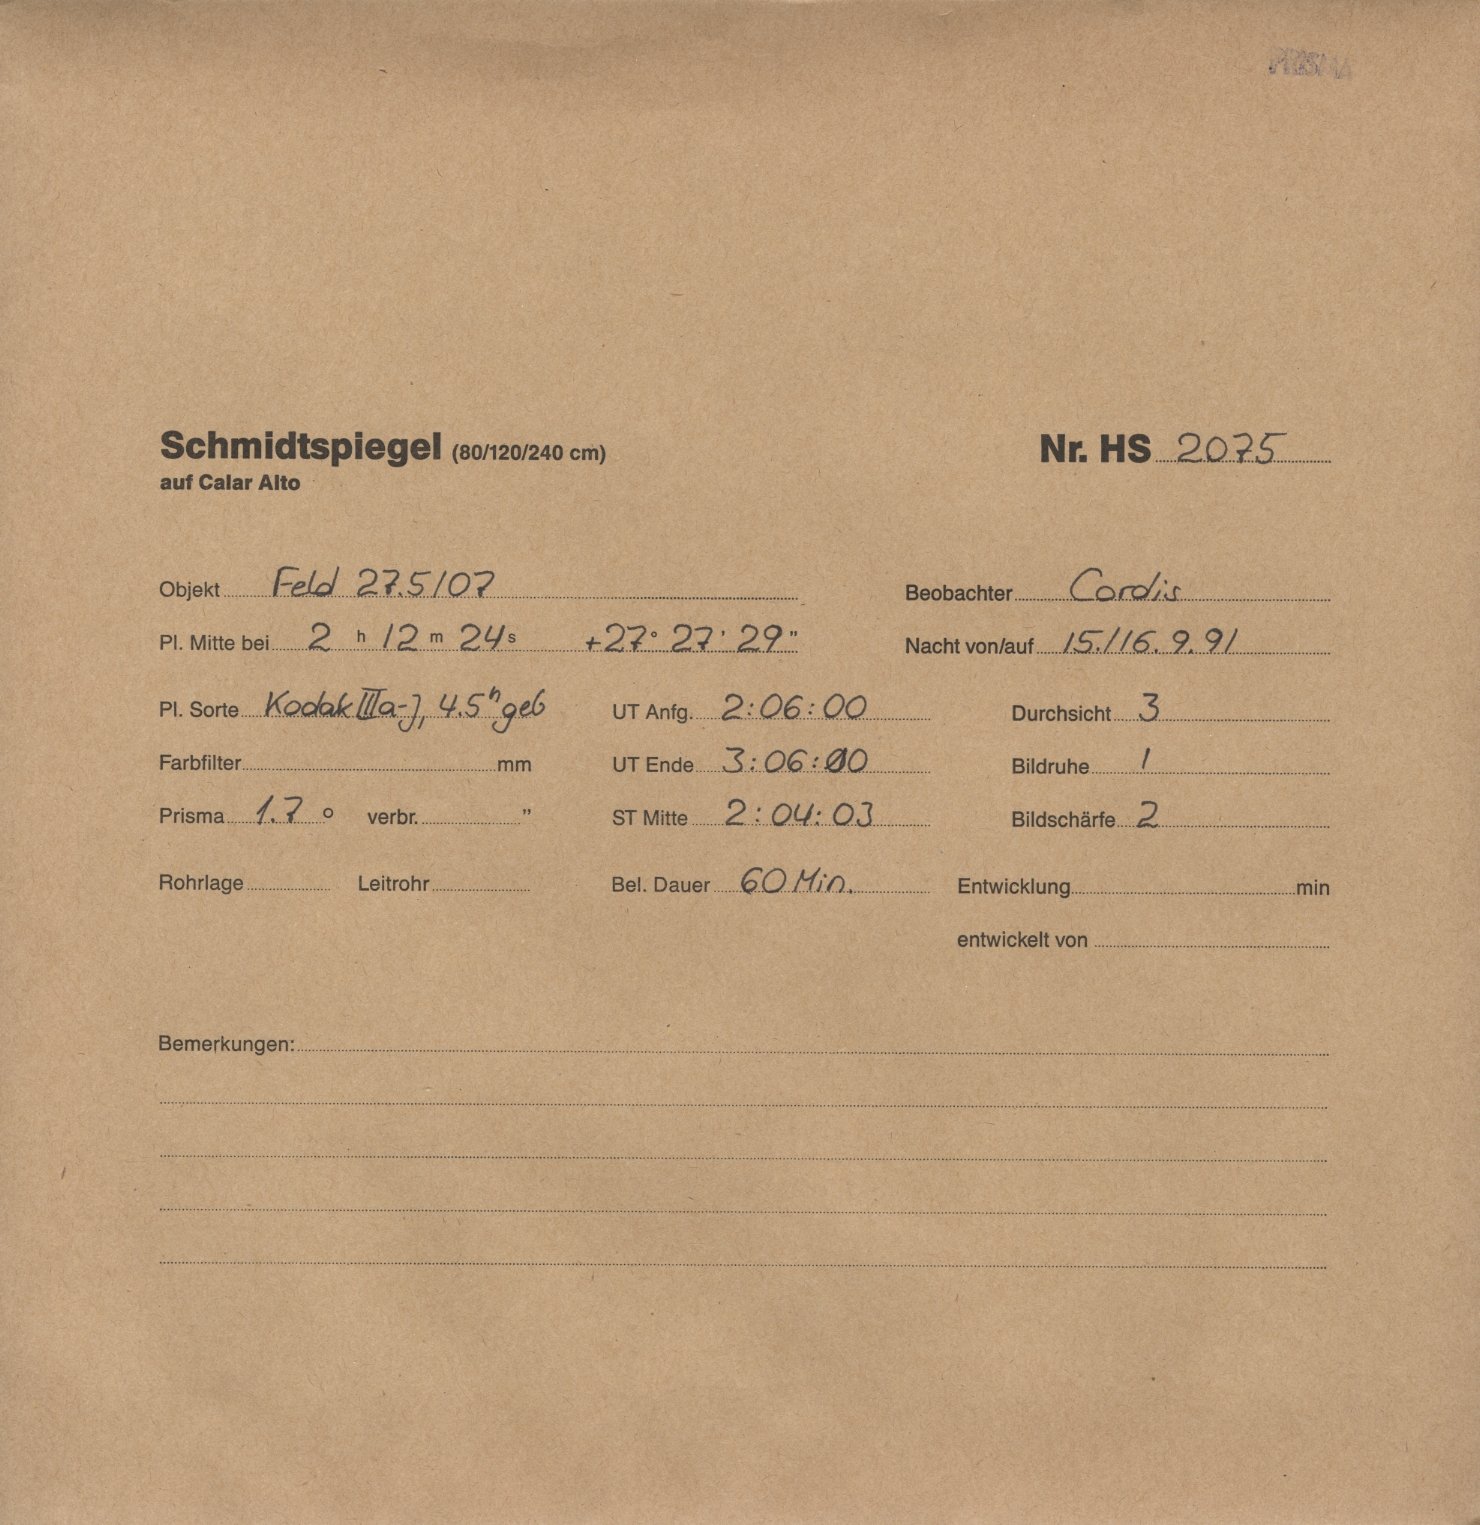 PRISMA
Schmidtspiegel (80/120/240 cm)
auf Calar Alto
Nr. HS 2075
Objekt Feld 27.5/07
Beobachter Cordis
Pl. Mitte bei 2 h 12 m 24 s +27° 27' 29"
Nacht von/auf 15./16. 9. 91
Pl. Sorte Kodak IIIa-J, 4.5h geb
UT Anfg. 2:06:00
Durchsicht 3
Farbfilter mm
UT Ende 3:06:00
Bildruhe 1
Prisma 1.7 ° verbr. "
ST Mitte 2:04:03
Bildschärfe 2
Rohrlage Leitrohr
Bel. Dauer 60 Min.
Entwicklung min
entwickelt von
Bemerkungen: